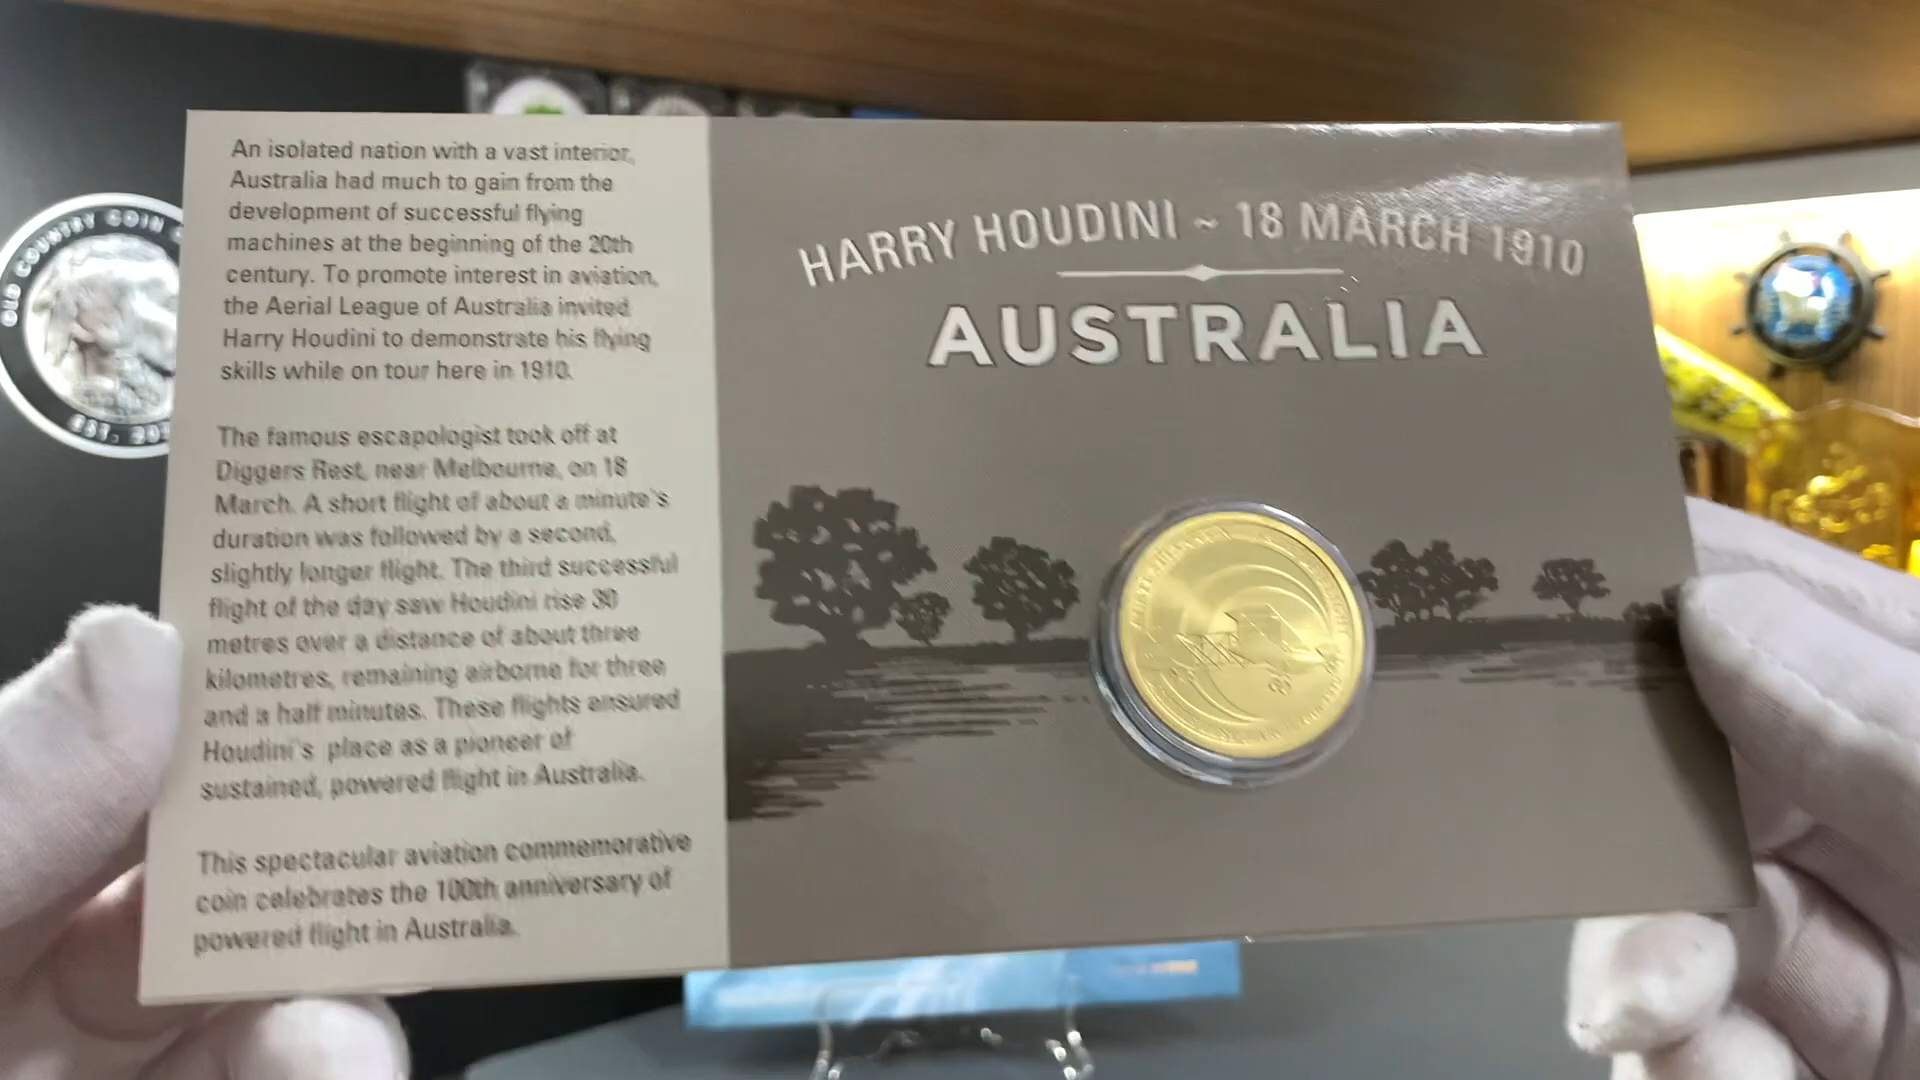 An isolated nation with a vast interior,
Australia had much to gain from the
development of successful flying
machines at the beginning of the 20th
century. To promote interest in aviation,
the Aerial League of Australia invited
Harry Houdini to demonstrate his flying
skills while on tour here in 1910.
The famous escapologist took off at
Diggers Rest, near Melbourne, on 18
March. A short flight of about a minute's
duration was followed by a second,
slightly longer flight. The third successful
flight of the day saw Houdini rise 30
metres over a distance of about three
kilometres, remaining airborne for three
and a half minutes. These flights ensured
Houdini's place as a pioneer of
sustained, powered flight in Australia.
This spectacular aviation commemorative
coin celebrates the 100th anniversary of
powered flight in Australia.
HARRY HOUDINI ~ 18 MARCH 1910
AUSTRALIA
OLD COUNTRY COIN
EST.